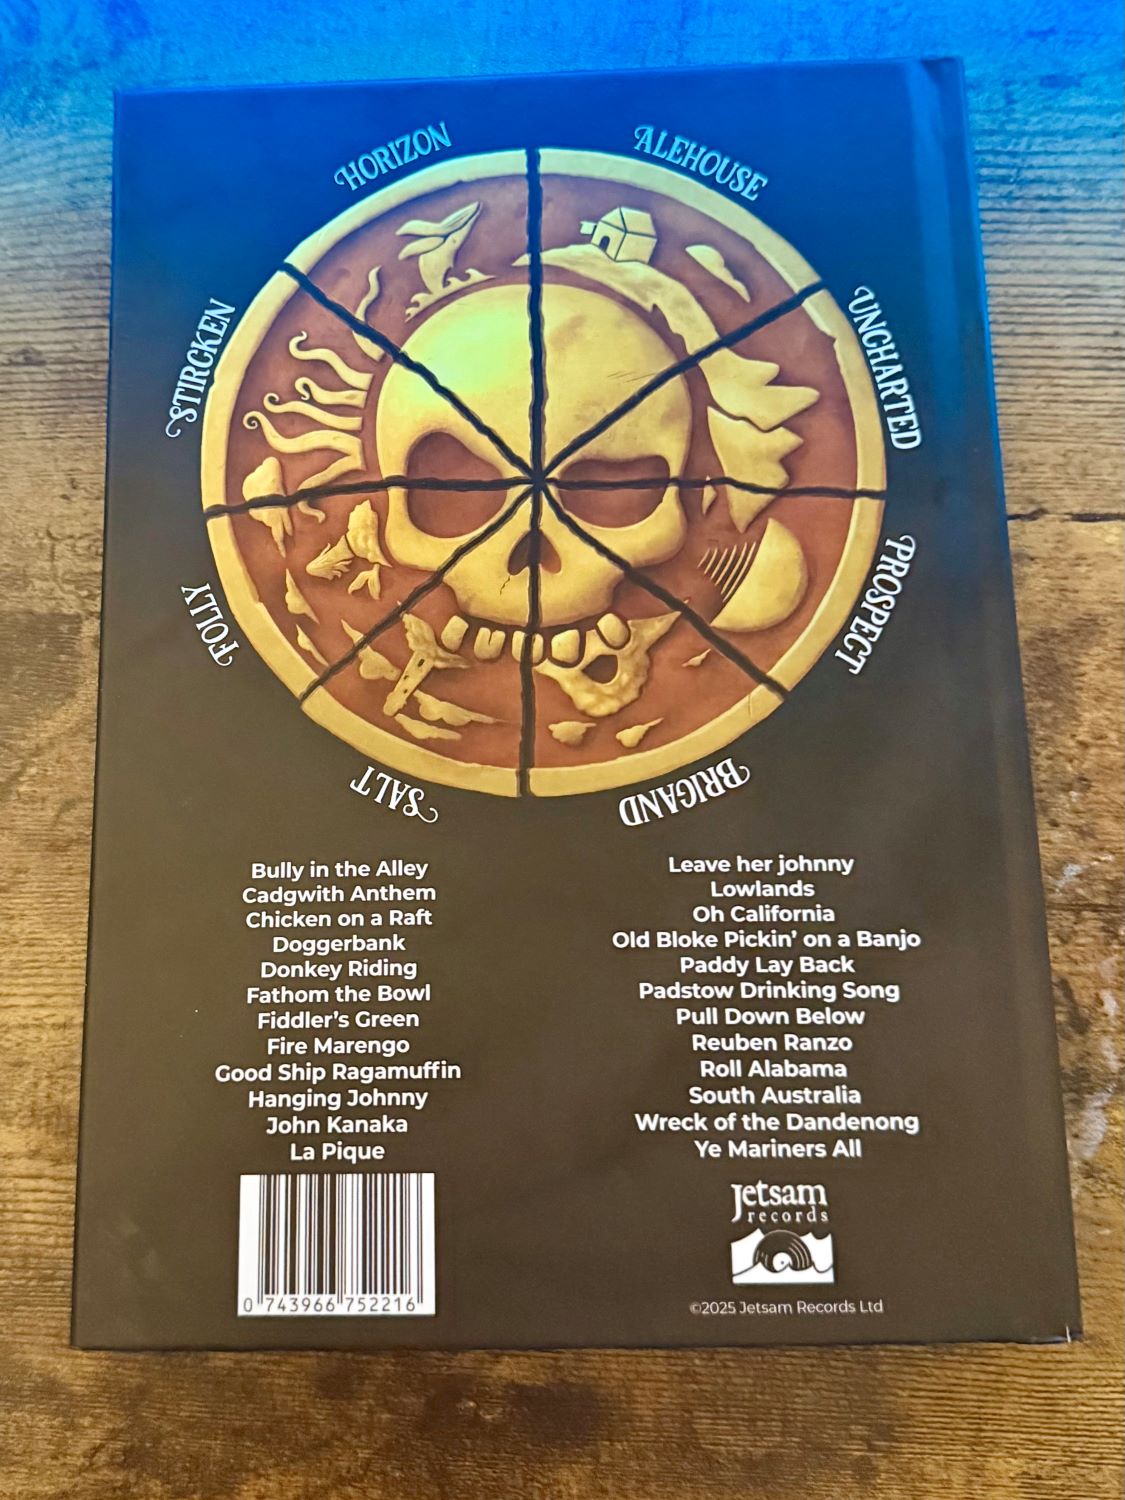 HORIZON
ALEHOUSE
UNCHARTED
PROSPECT
BRIGAND
SALT
FOLLY
STIRCKEN
Bully in the Alley
Cadgwith Anthem
Chicken on a Raft
Doggerbank
Donkey Riding
Fathom the Bowl
Fiddler's Green
Fire Marengo
Good Ship Ragamuffin
Hanging Johnny
John Kanaka
La Pique
Leave her johnny
Lowlands
Oh California
Old Bloke Pickin' on a Banjo
Paddy Lay Back
Padstow Drinking Song
Pull Down Below
Reuben Ranzo
Roll Alabama
South Australia
Wreck of the Dandenong
Ye Mariners All
0 743966 752216
Jetsam
records
©2025 Jetsam Records Ltd